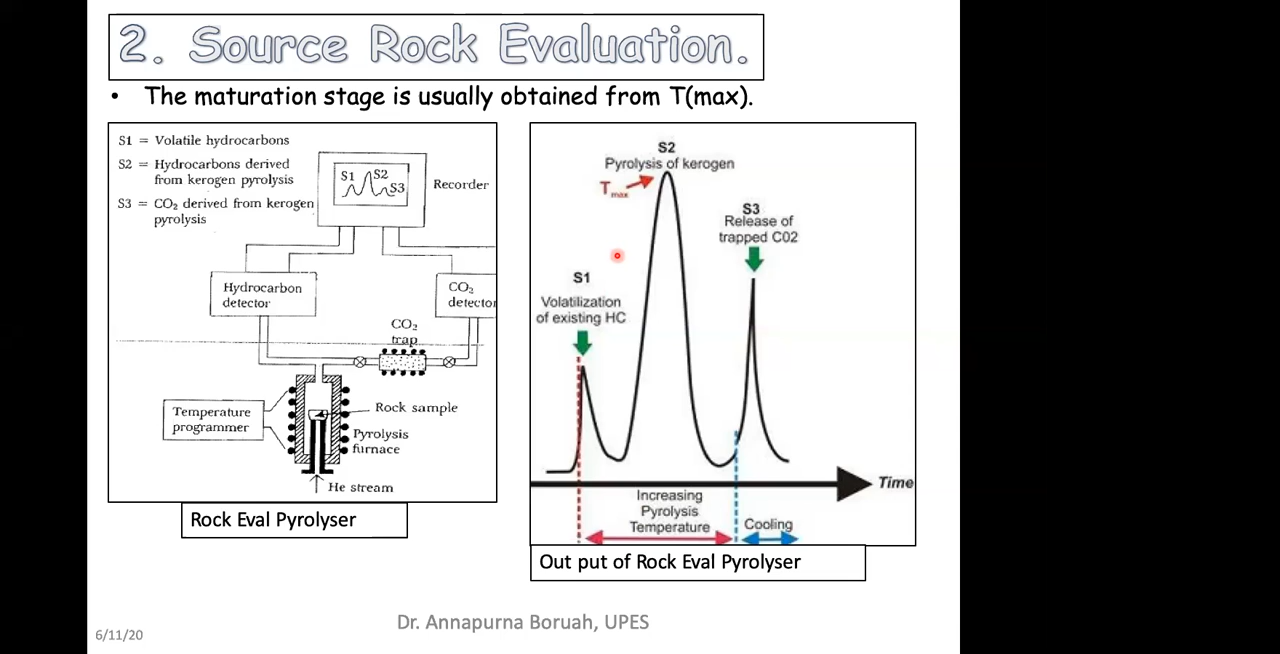 2. Source Rock Evaluation.
• The maturation stage is usually obtained from T(max).
S1 = Volatile hydrocarbons
S2 = Hydrocarbons derived
from kerogen pyrolysis
S3 = CO₂ derived from kerogen
pyrolysis
S1 S2 S3
Recorder
Hydrocarbon
detector
CO₂
detector
CO₂
trap
Temperature
programmer
Rock sample
Pyrolysis
furnace
He stream
Rock Eval Pyrolyser
S2
Pyrolysis of kerogen
Tmax
S3
Release of
trapped C02
S1
Volatilization
of existing HC
Time
Increasing
Pyrolysis
Temperature
Cooling
Out put of Rock Eval Pyrolyser
Dr. Annapurna Boruah, UPES
6/11/20